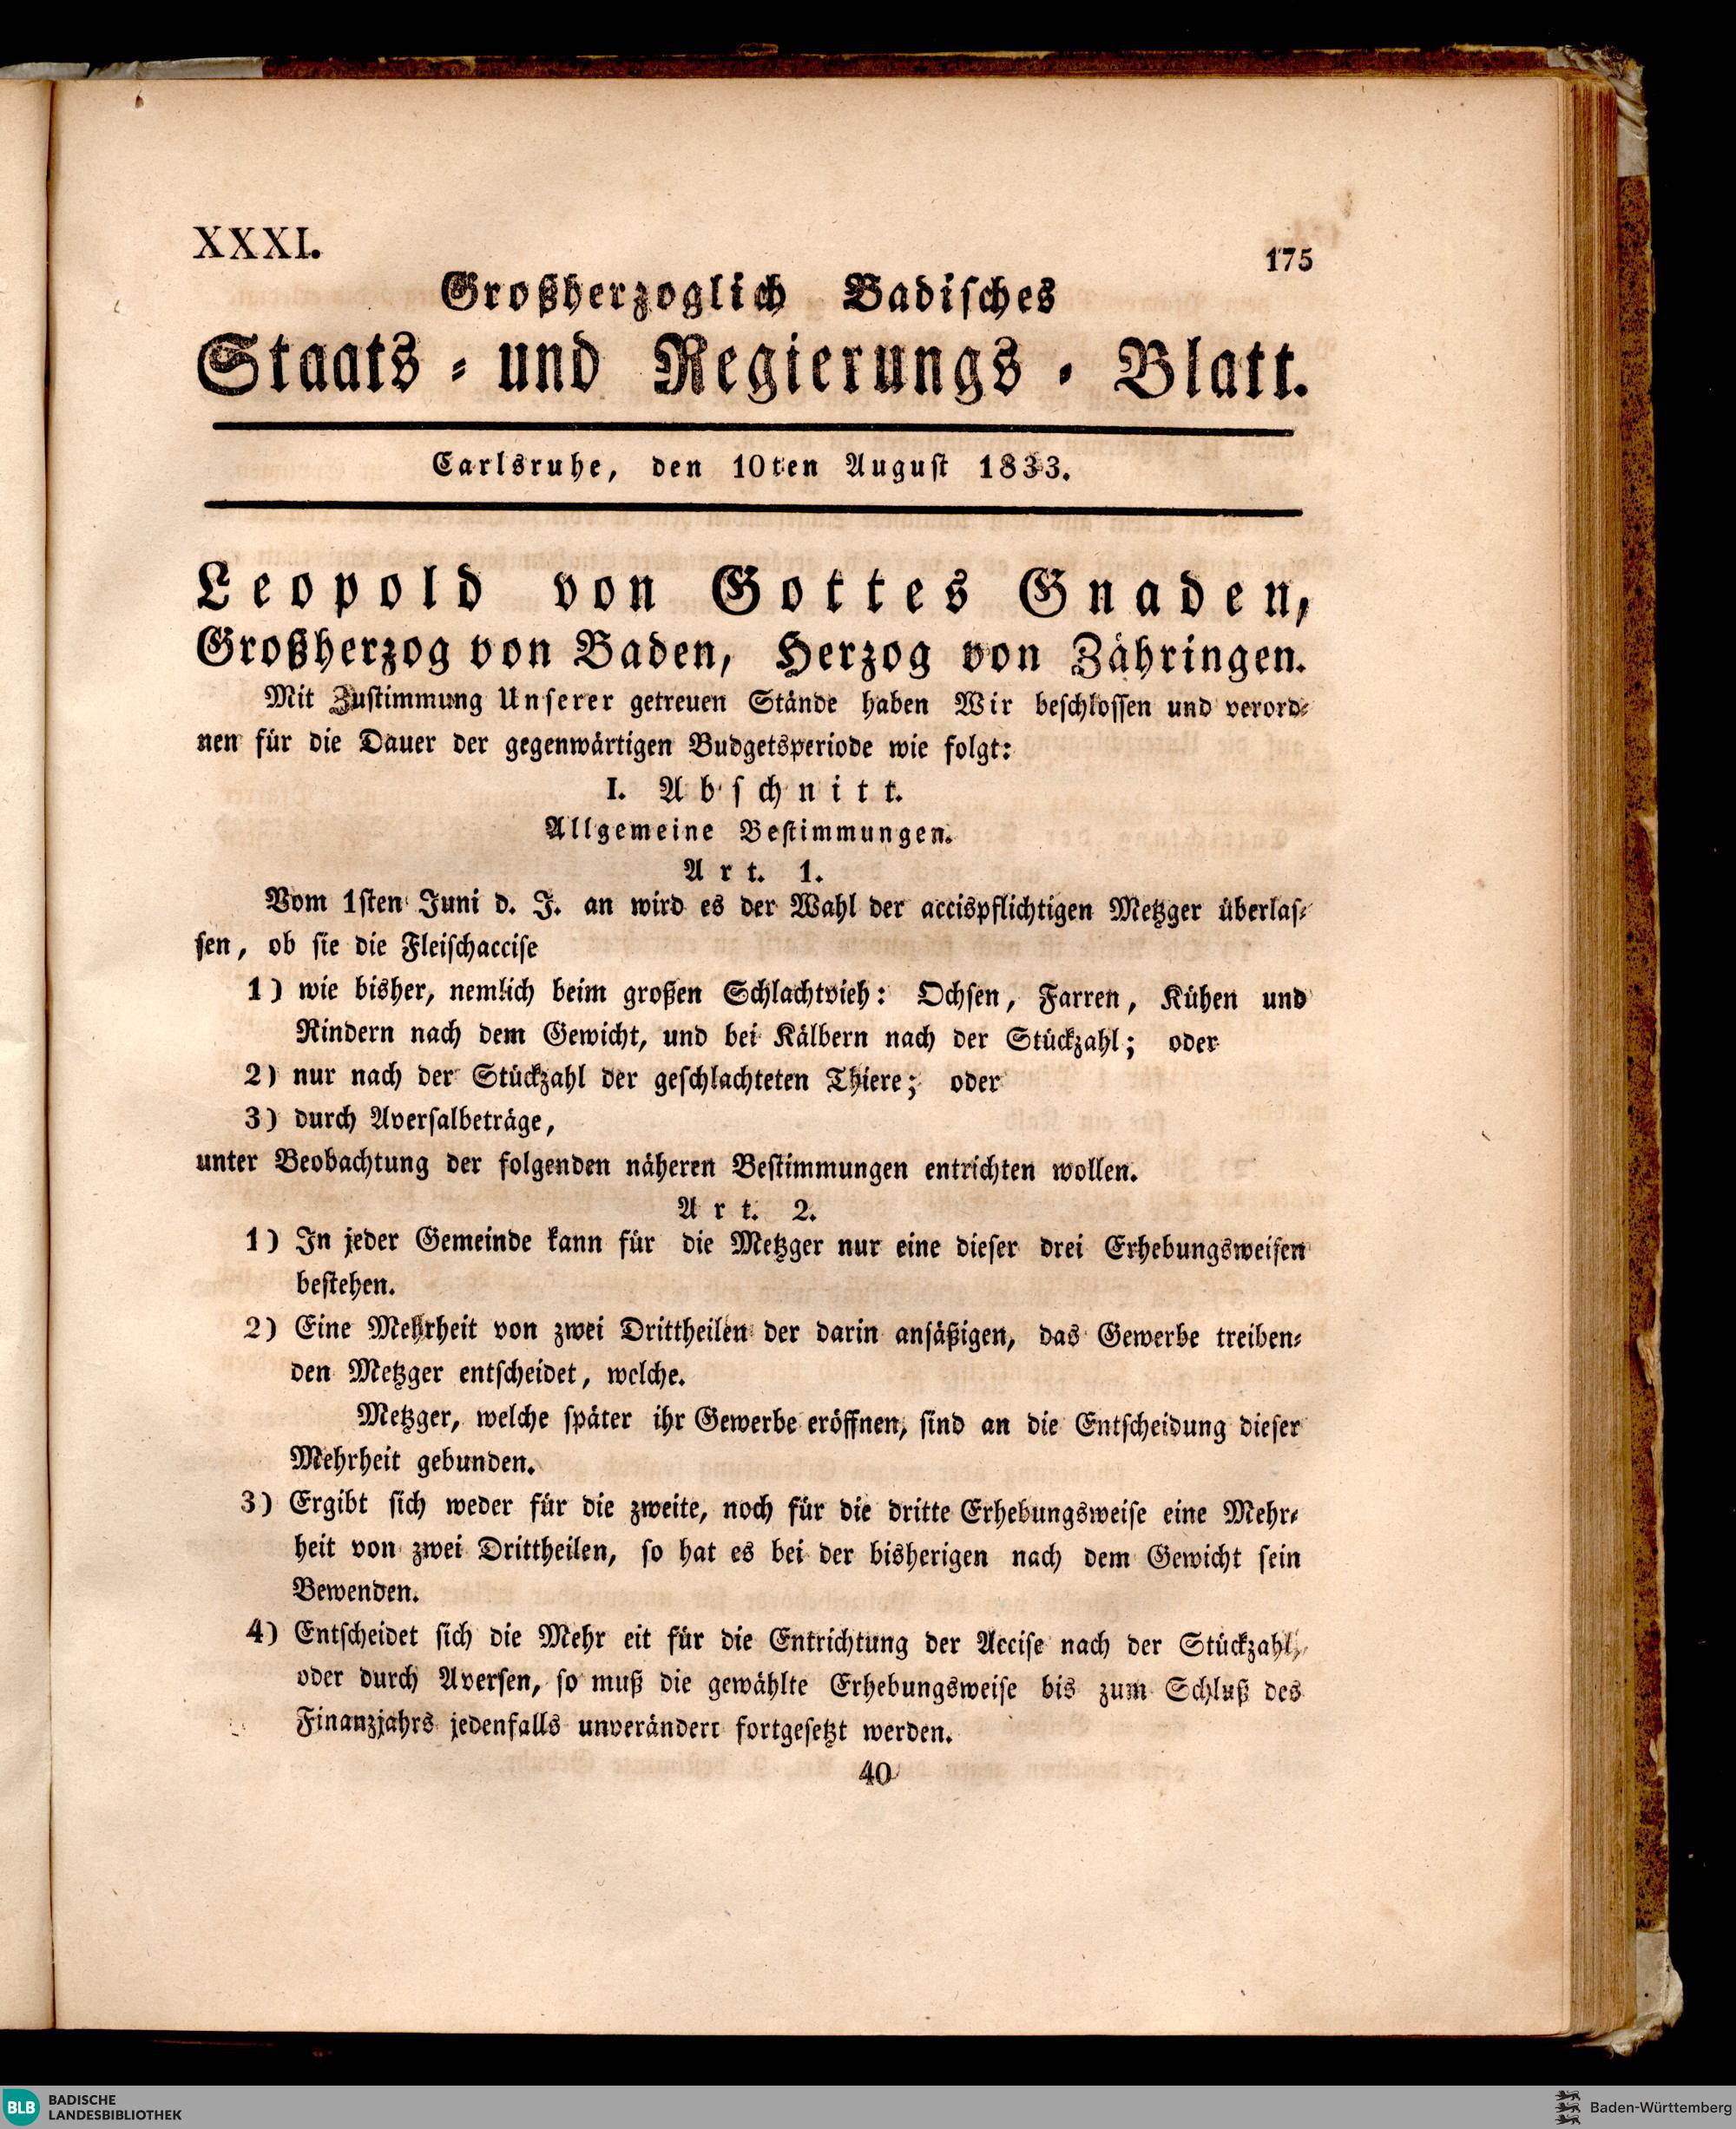 XXXI.
175
Großherzoglich Badisches
Staats- und Regierungs-Blatt.
Carlsruhe, den 10ten August 1833.
Leopold von Gottes Gnaden,
Großherzog von Baden, Herzog von Zähringen.
Mit Zustimmung Unserer getreuen Stände haben Wir beschlossen und verord-
nen für die Dauer der gegenwärtigen Budgetsperiode wie folgt:
I. Abschnitt.
Allgemeine Bestimmungen.
Art. 1.
Vom 1sten Juni d. J. an wird es der Wahl der accispflichtigen Metzger überlas-
sen, ob sie die Fleischaccise
1) wie bisher, nemlich beim großen Schlachtvieh: Ochsen, Farren, Kühen und
Rindern nach dem Gewicht, und bei Kälbern nach der Stückzahl; oder
2) nur nach der Stückzahl der geschlachteten Thiere; oder
3) durch Aversalbeträge,
unter Beobachtung der folgenden näheren Bestimmungen entrichten wollen.
Art. 2.
1) In jeder Gemeinde kann für die Metzger nur eine dieser drei Erhebungsweisen
bestehen.
2) Eine Mehrheit von zwei Drittheilen der darin ansäßigen, das Gewerbe treiben-
den Metzger entscheidet, welche.
Metzger, welche später ihr Gewerbe eröffnen, sind an die Entscheidung dieser
Mehrheit gebunden.
3) Ergibt sich weder für die zweite, noch für die dritte Erhebungsweise eine Mehr-
heit von zwei Drittheilen, so hat es bei der bisherigen nach dem Gewicht sein
Bewenden.
4) Entscheidet sich die Mehr eit für die Entrichtung der Accise nach der Stückzahl,
oder durch Aversen, so muß die gewählte Erhebungsweise bis zum Schluß des
Finanzjahrs jedenfalls unverändert fortgesetzt werden.
40
BLB BADISCHE
LANDESBIBLIOTHEK
Baden-Württemberg